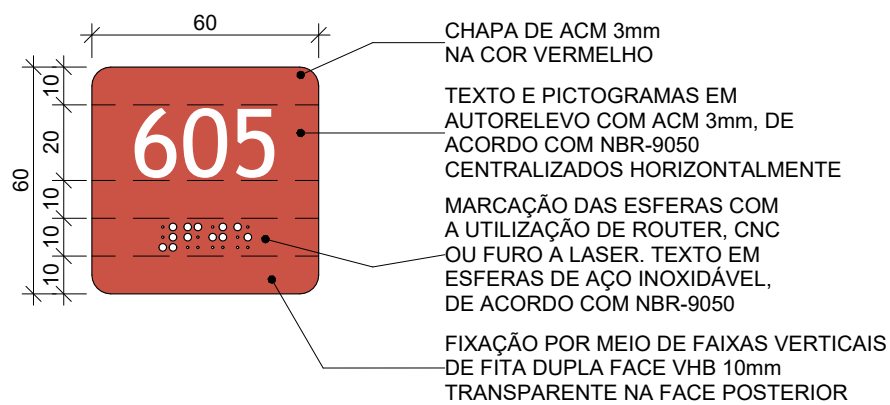 60
CHAPA DE ACM 3mm
NA COR VERMELHO
10
20
10
10
10
60
605
TEXTO E PICTOGRAMAS EM
AUTORELEVO COM ACM 3mm, DE
ACORDO COM NBR-9050
CENTRALIZADOS HORIZONTALMENTE
⠼⠋⠚⠑
MARCAÇÃO DAS ESFERAS COM
A UTILIZAÇÃO DE ROUTER, CNC
OU FURO A LASER. TEXTO EM
ESFERAS DE AÇO INOXIDÁVEL,
DE ACORDO COM NBR-9050
FIXAÇÃO POR MEIO DE FAIXAS VERTICAIS
DE FITA DUPLA FACE VHB 10mm
TRANSPARENTE NA FACE POSTERIOR